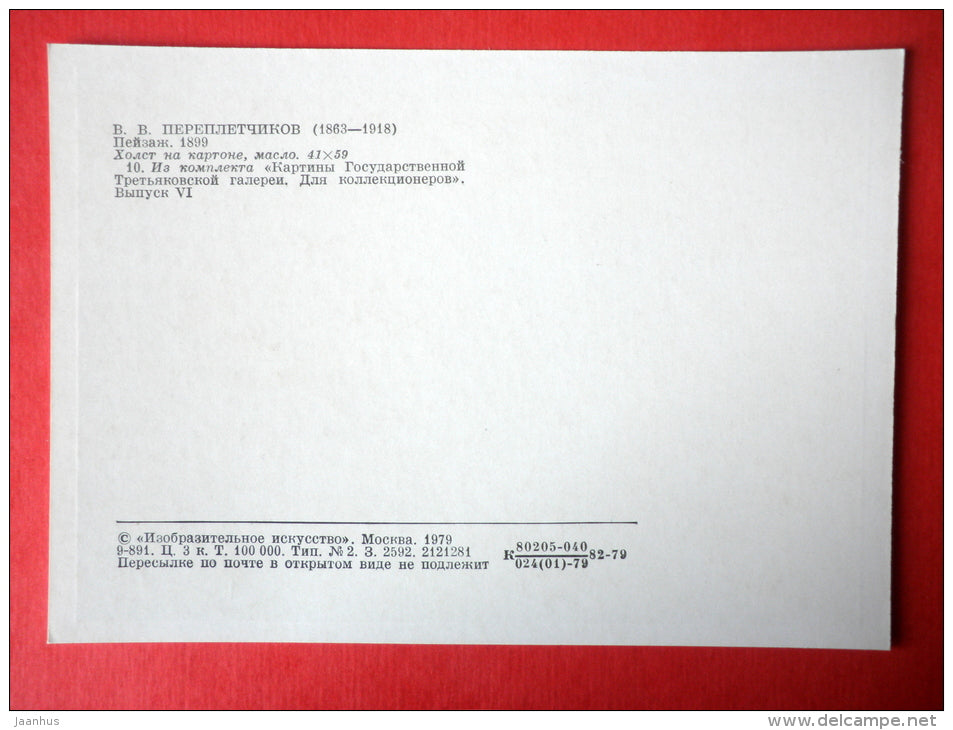 В. В. ПЕРЕПЛЕТЧИКОВ (1863—1918)
Пейзаж. 1899
Холст на картоне, масло. 41×59
10. Из комплекта «Картины Государственной
Третьяковской галереи. Для коллекционеров».
Выпуск VI
© «Изобразительное искусство». Москва. 1979
9-891. Ц. 3 к. Т. 100 000. Тип. № 2. З. 2592. 2121281
Пересылке по почте в открытом виде не подлежит
К 80205-040 82-79
024(01)-79
jaanhus
www.delcampe.net